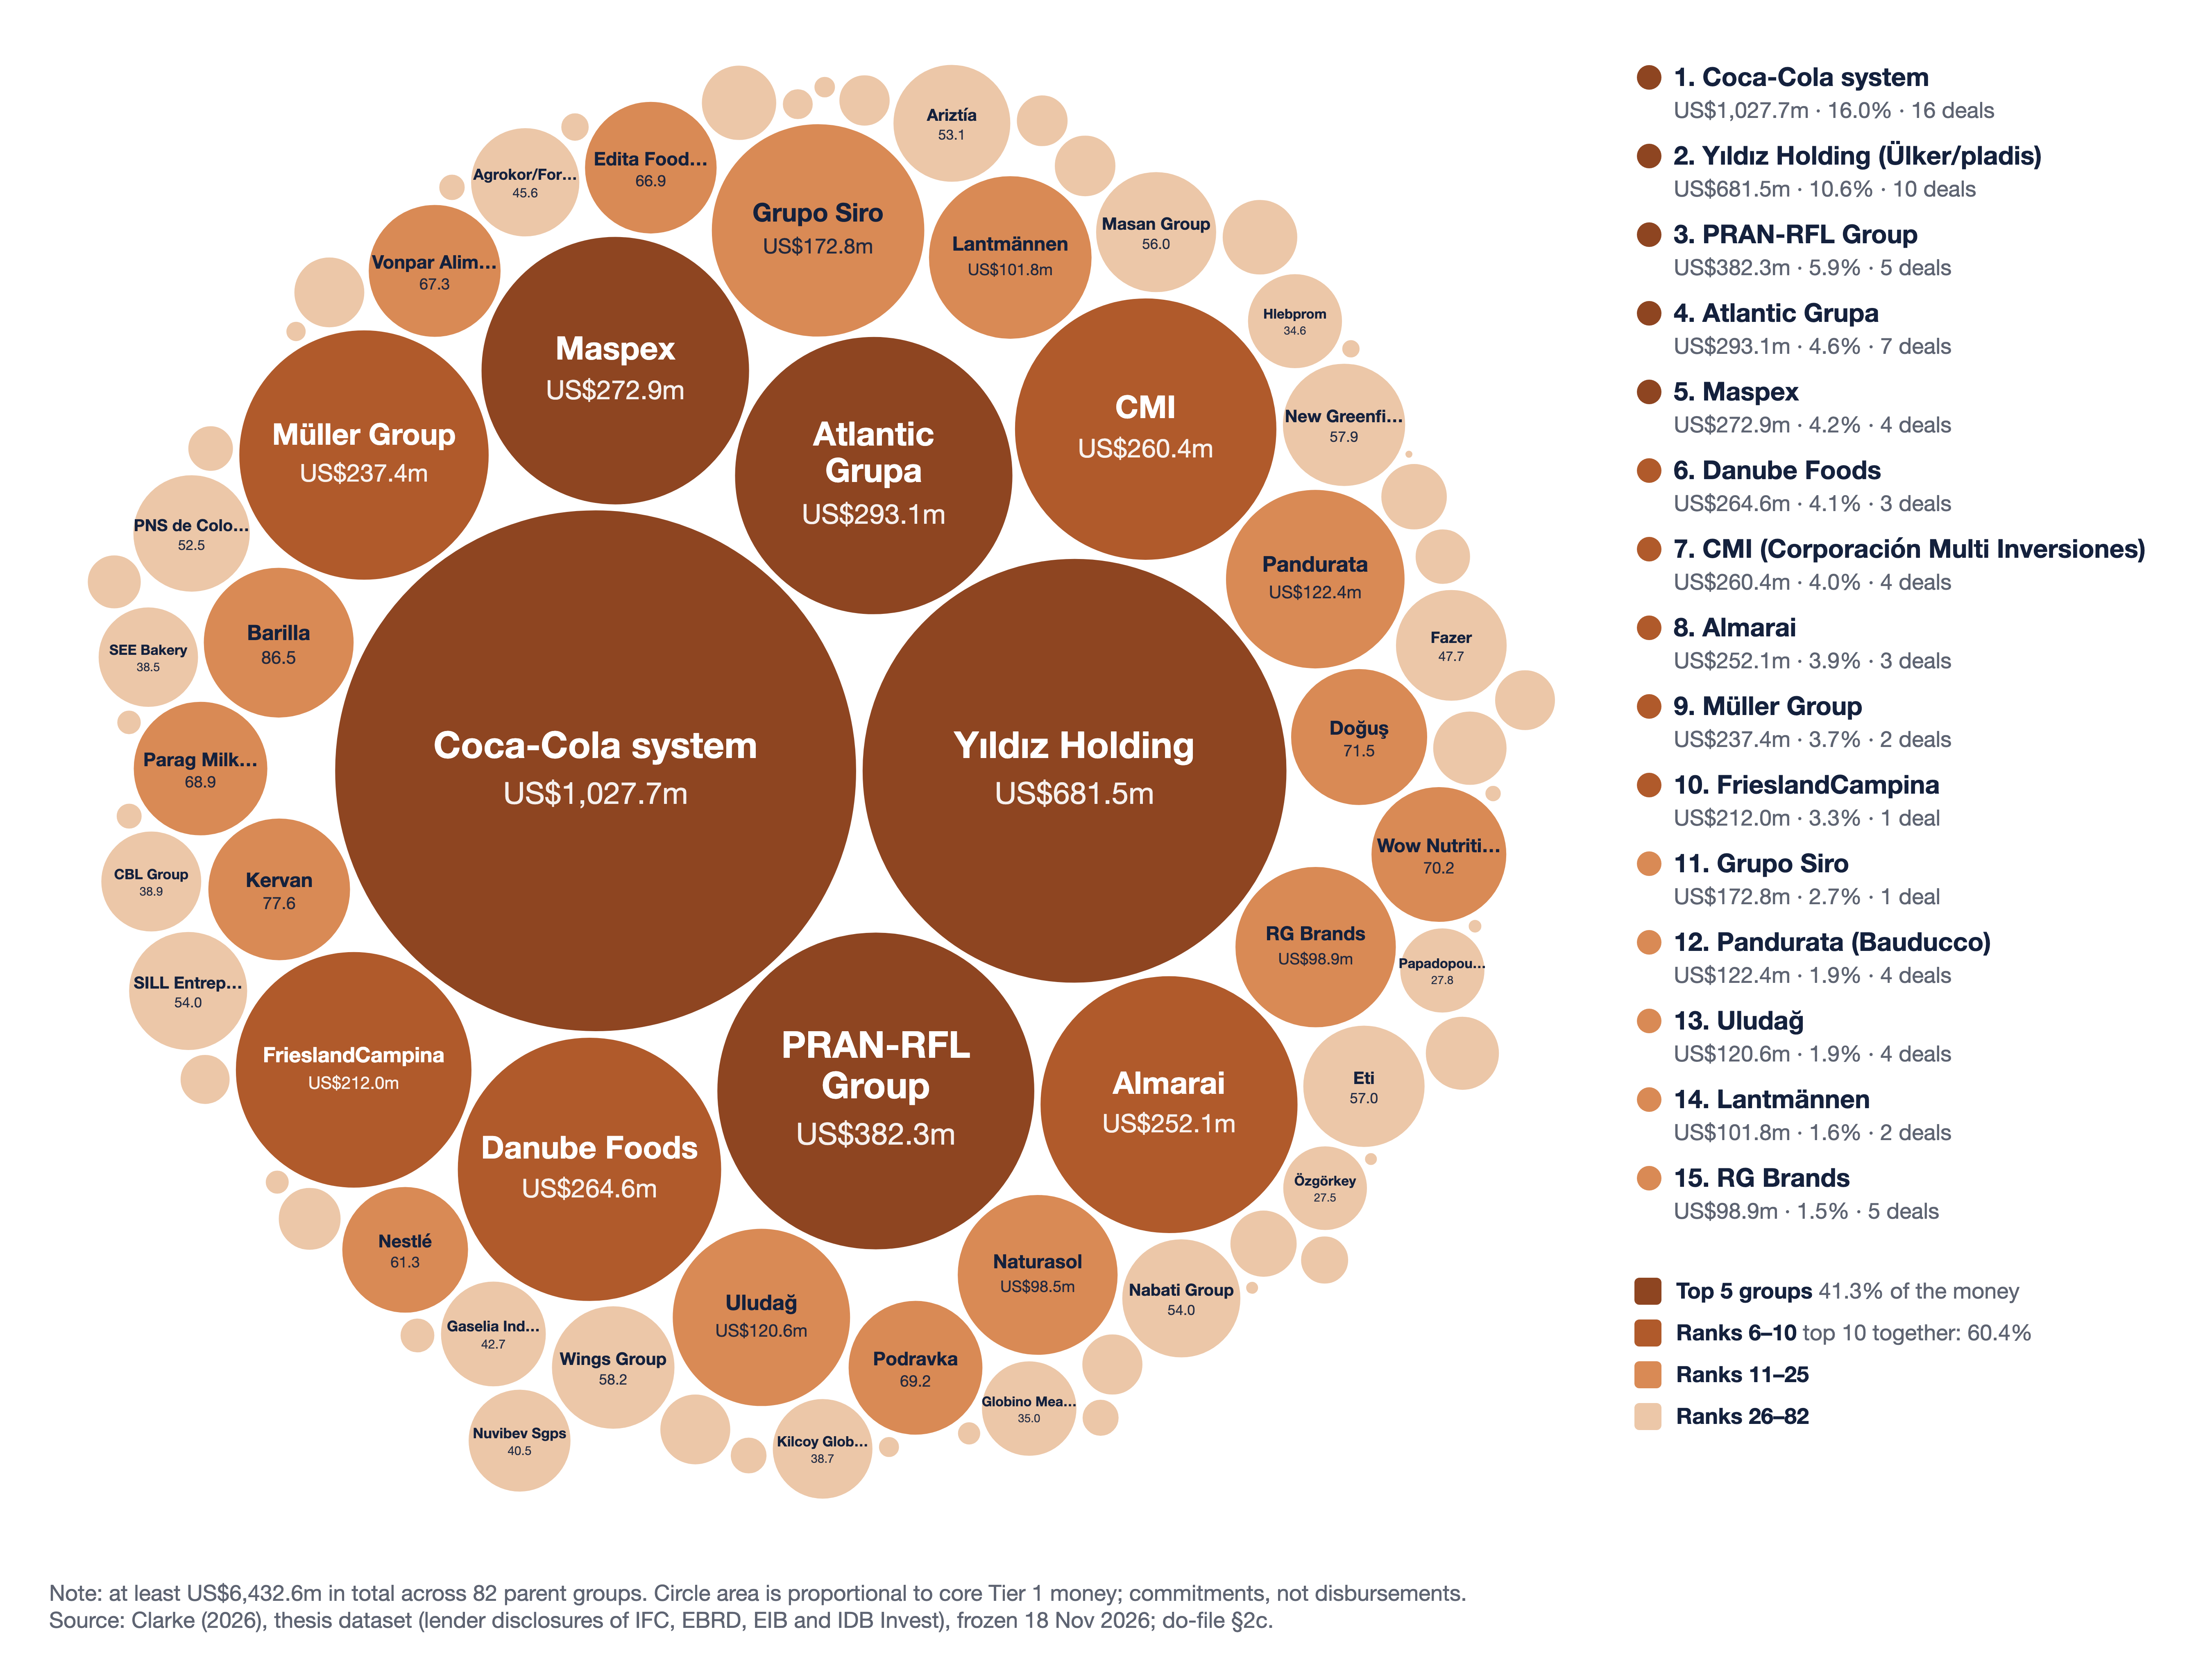 Ariztía
53.1
Edita Food…
66.9
Agrokor/For…
45.6
Grupo Siro
US$172.8m
Lantmännen
US$101.8m
Masan Group
56.0
Vonpar Alim…
67.3
Hlebprom
34.6
Maspex
US$272.9m
CMI
US$260.4m
New Greenfi…
57.9
Müller Group
US$237.4m
Atlantic
Grupa
US$293.1m
PNS de Colo…
52.5
Pandurata
US$122.4m
Barilla
86.5
Fazer
47.7
SEE Bakery
38.5
Doğuş
71.5
Coca-Cola system
US$1,027.7m
Yıldız Holding
US$681.5m
Parag Milk…
68.9
Wow Nutriti…
70.2
CBL Group
38.9
Kervan
77.6
RG Brands
US$98.9m
Papadopou…
27.8
SILL Entrep…
54.0
FrieslandCampina
US$212.0m
PRAN-RFL
Group
US$382.3m
Almarai
US$252.1m
Eti
57.0
Danube Foods
US$264.6m
Özgörkey
27.5
Nestlé
61.3
Naturasol
US$98.5m
Nabati Group
54.0
Uludağ
US$120.6m
Gaselia Ind…
42.7
Wings Group
58.2
Podravka
69.2
Globino Mea…
35.0
Nuvibev Sgps
40.5
Kilcoy Glob…
38.7
1. Coca-Cola system
US$1,027.7m · 16.0% · 16 deals
2. Yıldız Holding (Ülker/pladis)
US$681.5m · 10.6% · 10 deals
3. PRAN-RFL Group
US$382.3m · 5.9% · 5 deals
4. Atlantic Grupa
US$293.1m · 4.6% · 7 deals
5. Maspex
US$272.9m · 4.2% · 4 deals
6. Danube Foods
US$264.6m · 4.1% · 3 deals
7. CMI (Corporación Multi Inversiones)
US$260.4m · 4.0% · 4 deals
8. Almarai
US$252.1m · 3.9% · 3 deals
9. Müller Group
US$237.4m · 3.7% · 2 deals
10. FrieslandCampina
US$212.0m · 3.3% · 1 deal
11. Grupo Siro
US$172.8m · 2.7% · 1 deal
12. Pandurata (Bauducco)
US$122.4m · 1.9% · 4 deals
13. Uludağ
US$120.6m · 1.9% · 4 deals
14. Lantmännen
US$101.8m · 1.6% · 2 deals
15. RG Brands
US$98.9m · 1.5% · 5 deals
Top 5 groups 41.3% of the money
Ranks 6–10 top 10 together: 60.4%
Ranks 11–25
Ranks 26–82
Note: at least US$6,432.6m in total across 82 parent groups. Circle area is proportional to core Tier 1 money; commitments, not disbursements.
Source: Clarke (2026), thesis dataset (lender disclosures of IFC, EBRD, EIB and IDB Invest), frozen 18 Nov 2026; do-file §2c.